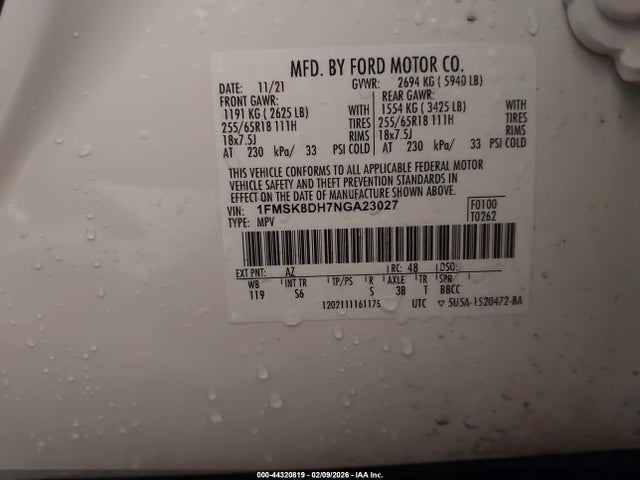 MFD. BY FORD MOTOR CO.
DATE: 11/21 GVWR: 2694 KG ( 5940 LB)
FRONT GAWR: REAR GAWR:
1191 KG ( 2625 LB) WITH 1554 KG ( 3425 LB) WITH
255/65R18 111H TIRES 255/65R18 111H TIRES
18x7.5J RIMS 18x7.5J RIMS
AT 230 kPa/ 33 PSI COLD AT 230 kPa/ 33 PSI COLD
THIS VEHICLE CONFORMS TO ALL APPLICABLE FEDERAL MOTOR
VEHICLE SAFETY AND THEFT PREVENTION STANDARDS IN
EFFECT ON THE DATE OF MANUFACTURE SHOWN ABOVE.
VIN: 1FMSK8DH7NGA23027 F0100
TYPE: MPV T0262
EXT PNT: AZ RC: 48 DSO:
WB INT TR TP/PS R AXLE TR SPR
119 S6 S 3B T BBCC
1202111161175 UTC ▽ 5U5A-1520472-BA
000-44320819 - 02/09/2026 - IAA Inc.